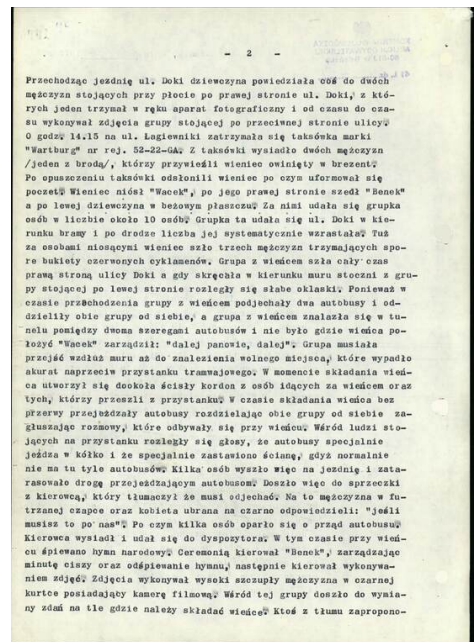 - 2 -
Przechodząc jezdnię ul. Doki dziewczyna powiedziała coś do dwóch
mężczyzn stojących przy płocie po prawej stronie ul. Doki, z któ-
rych jeden trzymał w ręku aparat fotograficzny i od czasu do cza-
su wykonywał zdjęcia grupy stojącej po przeciwnej stronie ulicy.
O godz. 14.15 na ul. Łagiewniki zatrzymała się taksówka marki
"Wartburg" nr rej. 52-22-GA. Z taksówki wysiadło dwóch mężczyzn
/jeden z brodą/, którzy przywieźli wieniec owinięty w brezent.
Po opuszczeniu taksówki odsłonili wieniec po czym uformował się
poczet. Wieniec niósł "Wacek", po jego prawej stronie szedł "Benek"
a po lewej dziewczyna w beżowym płaszczu. Za nimi udała się grupka
osób w liczbie około 10 osób. Grupka ta udała się ul. Doki w kie-
runku bramy i po drodze liczba jej systematycznie wzrastała. Tuż
za osobami niosącymi wieniec szło trzech mężczyzn trzymających spo-
re bukiety czerwonych cyklamenów. Grupa z wieńcem szła cały czas
prawą stroną ulicy Doki a gdy skręcała w kierunku muru stoczni z gru-
py stojącej po lewej stronie rozległy się słabe oklaski. Ponieważ w
czasie przechodzenia grupy z wieńcem podjechały dwa autobusy i od-
dzieliły obie grupy od siebie, a grupa z wieńcem znalazła się w tu-
nelu pomiędzy dwoma szeregami autobusów i nie było gdzie wieńca po-
łożyć "Wacek" zarządził: "dalej panowie, dalej". Grupa musiała
przejść wzdłuż muru aż do znalezienia wolnego miejsca, które wypadło
akurat naprzeciw przystanku tramwajowego. W momencie składania wień-
ca utworzył się dookoła ścisły kordon z osób idących za wieńcem oraz
tych, którzy przeszli z przystanku. W czasie składania wieńca bez
przerwy przejeżdżały autobusy rozdzielając obie grupy od siebie za-
głuszając rozmowy, które odbywały się przy wieńcu. Wśród ludzi sto-
jących na przystanku rozległy się głosy, że autobusy specjalnie
jeżdża w kółko i że specjalnie zastawiono ścianę, gdyż normalnie
nie ma tu tyle autobusów. Kilka osób wyszło więc na jezdnię i zata-
rasowało drogę przejeżdżającym autobusom. Doszło więc do sprzeczki
z kierowcą, który tłumaczył że musi odjechać. Na to mężczyzna w fu-
trzanej czapce oraz kobieta ubrana na czarno odpowiedzieli: "jeśli
musisz to po nas". Po czym kilka osób oparło się o przód autobusu.
Kierowca wysiadł i udał się do dyspozytora. W tym czasie przy wień-
cu śpiewano hymn narodowy. Ceremonią kierował "Benek", zarządzając
minutę ciszy oraz odśpiewanie hymnu, następnie kierował wykonywa-
niem zdjęć. Zdjęcia wykonywał wysoki szczupły mężczyzna w czarnej
kurtce posiadający kamerę filmową. Wśród tej grupy doszło do wymia-
ny zdań na tle gdzie należy składać wieńce. Ktoś z tłumu zapropono-